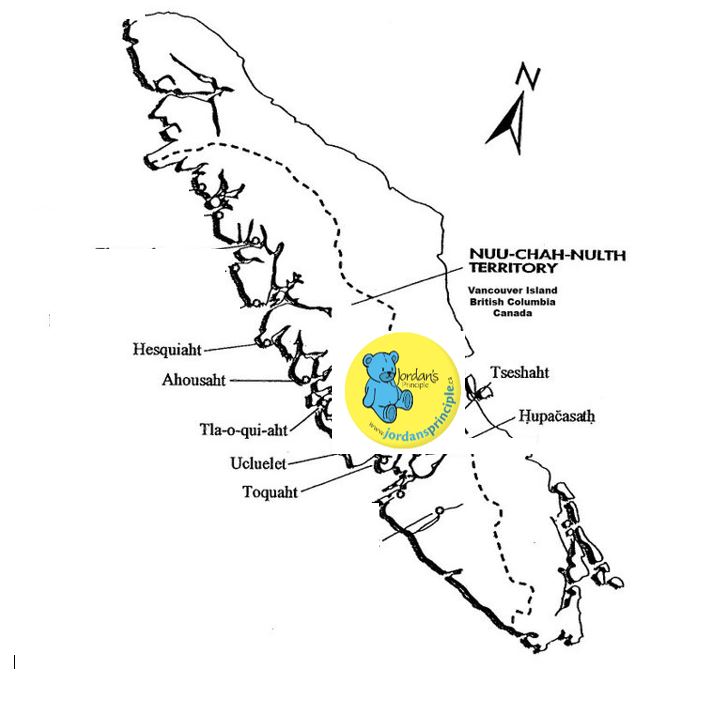 N
NUU-CHAH-NULTH
TERRITORY
Vancouver Island
British Columbia
Canada
Hesquiaht
Ahousaht
Jordan's
Principle
www.jordansprinciple.ca
Tseshaht
Ḥupačasatḥ
Tla-o-qui-aht
Ucluelet
Toquaht